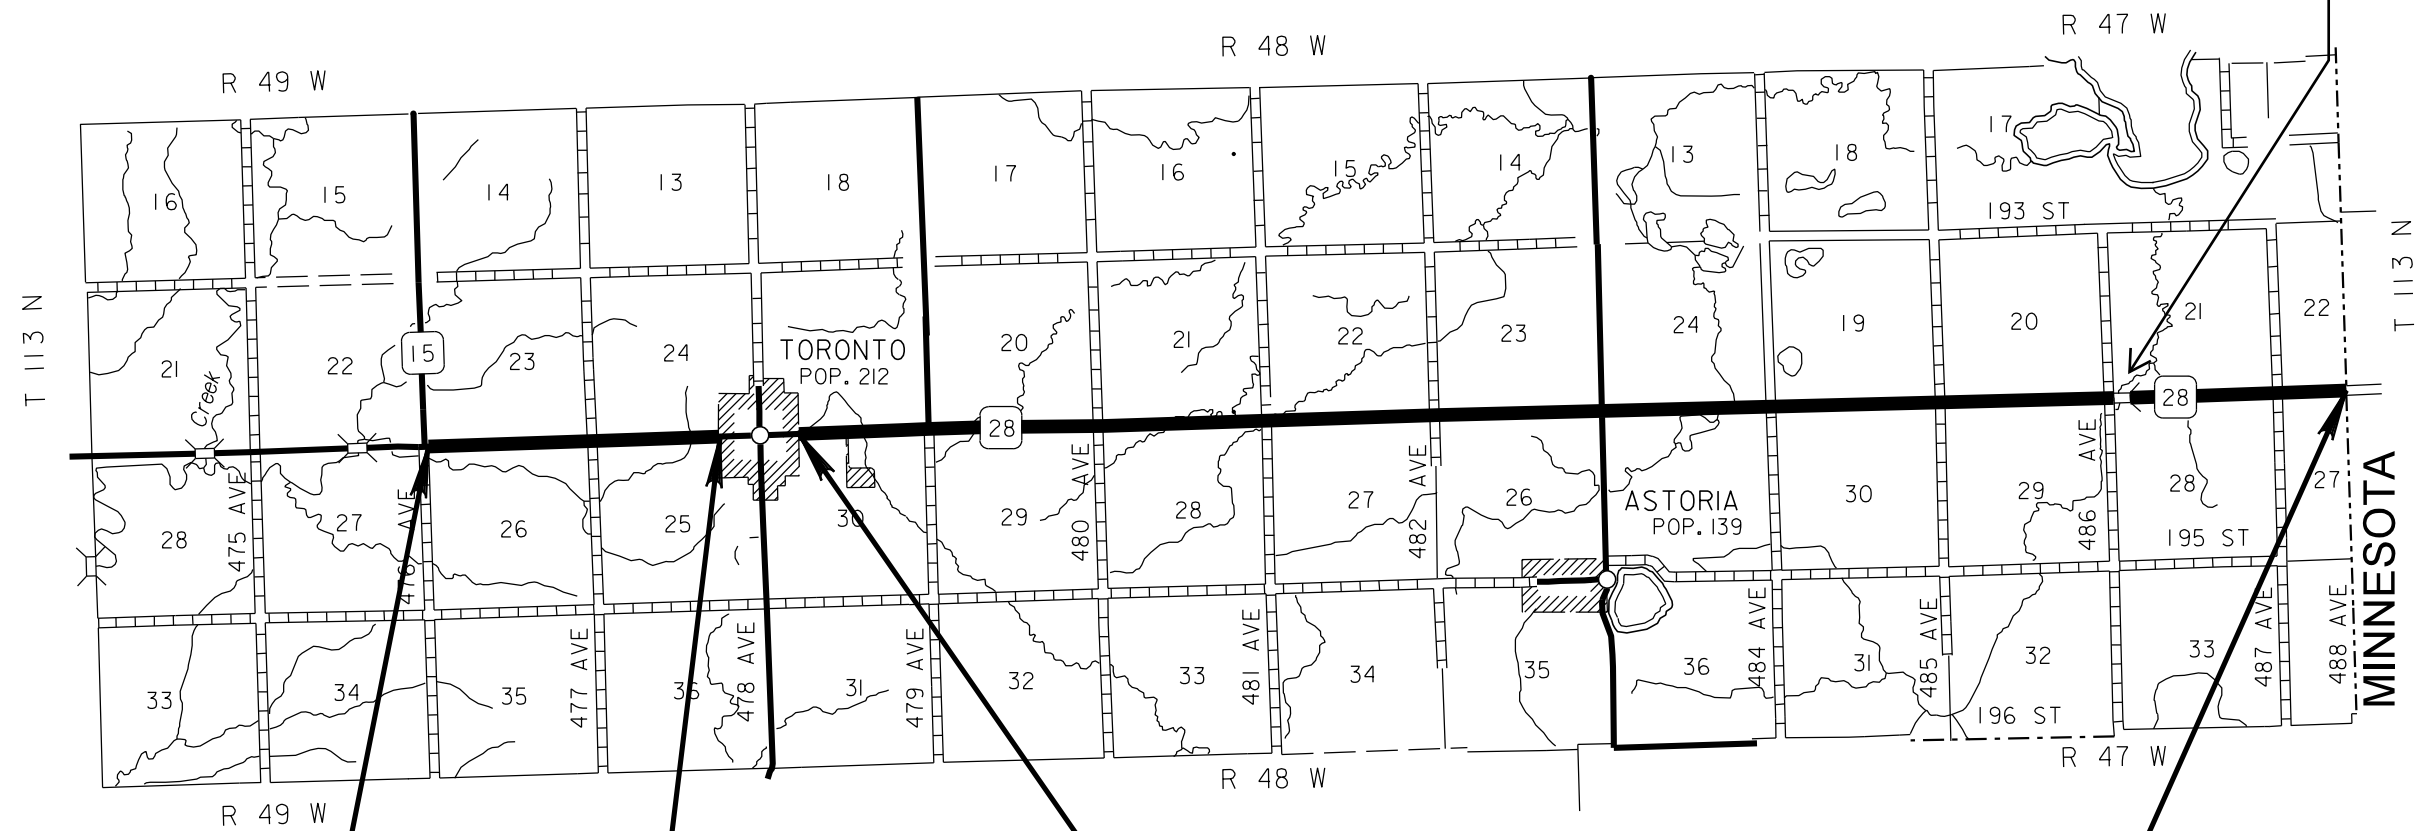 R 47 W
R 48 W
R 49 W
16
15
14
13
18
17
16
15
14
13
18
17
193 ST
T 113 N
T 113 N
21
Creek
22
15
23
24
TORONTO
POP. 212
20
21
22
23
24
19
20
21
22
28
28
28
475 AVE
27
476 AVE
26
25
30
29
480 AVE
28
27
482 AVE
26
ASTORIA
POP. 139
30
29
486 AVE
28
195 ST
27
MINNESOTA
33
34
35
477 AVE
36
478 AVE
31
479 AVE
32
33
481 AVE
34
35
36
484 AVE
31
485 AVE
32
196 ST
33
487 AVE
488 AVE
R 49 W
R 48 W
R 47 W